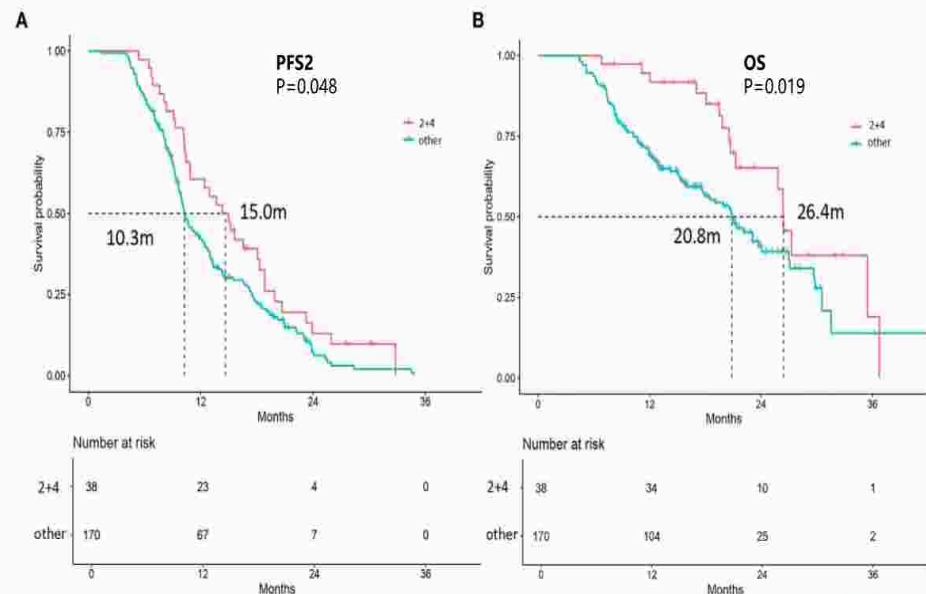 A
PFS2
P=0.048
2+4
other
Survival probability
1.00
0.75
0.50
0.25
0.00
15.0m
10.3m
0 12 24 36
Months
Number at risk
2+4 38 23 4 0
other 170 67 7 0
0 12 24 36
Months
B
OS
P=0.019
2+4
other
Survival probability
1.00
0.75
0.50
0.25
0.00
26.4m
20.8m
0 12 24 36
Months
Number at risk
2+4 38 34 10 1
other 170 104 25 2
0 12 24 36
Months